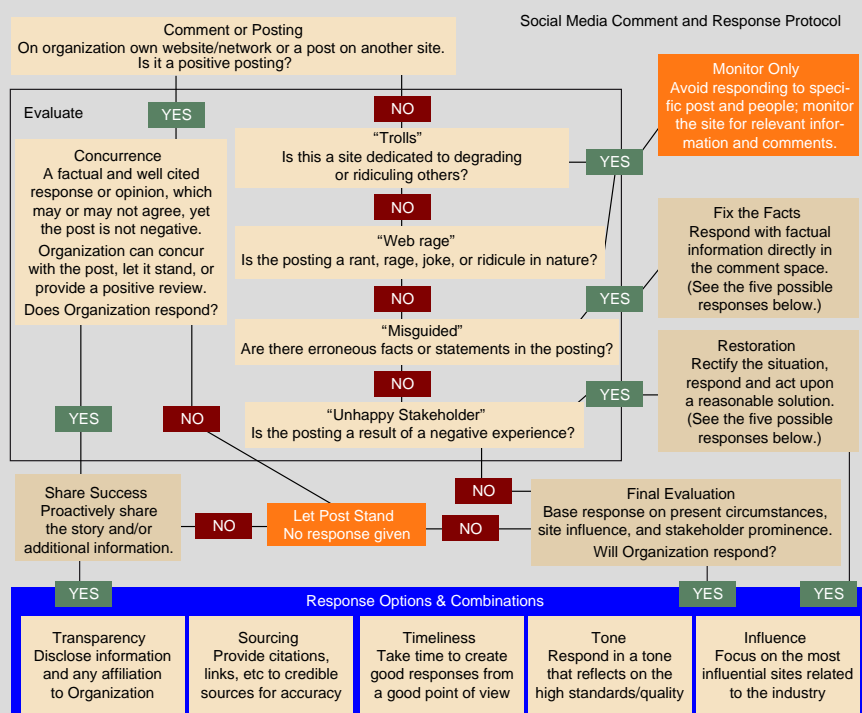 Social Media Comment and Response Protocol
Comment or Posting
On organization own website/network or a post on another site.
Is it a positive posting?
Evaluate
YES
NO
Monitor Only
Avoid responding to speci-
fic post and people; monitor
the site for relevant infor-
mation and comments.
Concurrence
A factual and well cited
response or opinion, which
may or may not agree, yet
the post is not negative.
Organization can concur
with the post, let it stand, or
provide a positive review.
Does Organization respond?
“Trolls”
Is this a site dedicated to degrading
or ridiculing others?
YES
NO
“Web rage”
Is the posting a rant, rage, joke, or ridicule in nature?
NO
YES
Fix the Facts
Respond with factual
information directly in
the comment space.
(See the five possible
responses below.)
“Misguided”
Are there erroneous facts or statements in the posting?
NO
YES
Restoration
Rectify the situation,
respond and act upon
a reasonable solution.
(See the five possible
responses below.)
“Unhappy Stakeholder”
Is the posting a result of a negative experience?
YES
NO
NO
Share Success
Proactively share
the story and/or
additional information.
NO
Let Post Stand
No response given
NO
Final Evaluation
Base response on present circumstances,
site influence, and stakeholder prominence.
Will Organization respond?
YES
YES
YES
Response Options & Combinations
Transparency
Disclose information
and any affiliation
to Organization
Sourcing
Provide citations,
links, etc to credible
sources for accuracy
Timeliness
Take time to create
good responses from
a good point of view
Tone
Respond in a tone
that reflects on the
high standards/quality
Influence
Focus on the most
influential sites related
to the industry